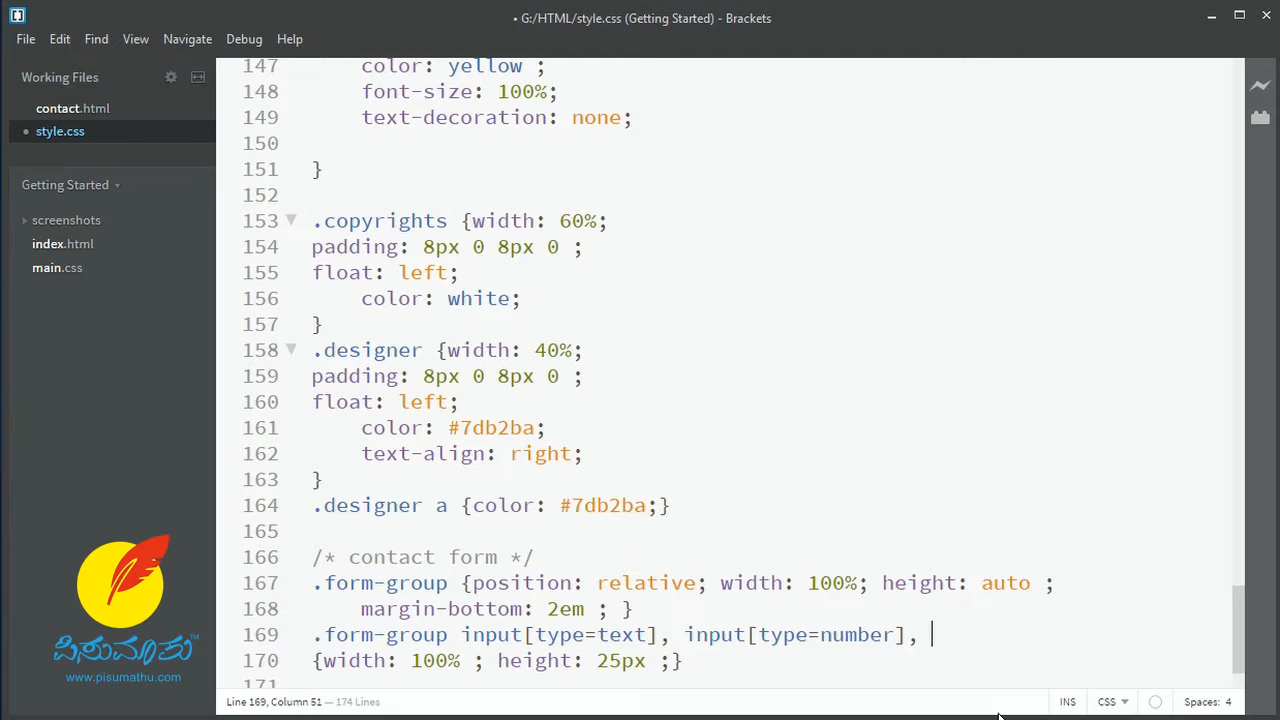 • G:/HTML/style.css (Getting Started) - Brackets
File Edit Find View Navigate Debug Help
Working Files
contact.html
• style.css
Getting Started
screenshots
index.html
main.css
147 color: yellow ;
148 font-size: 100%;
149 text-decoration: none;
150
151 }
152
153 .copyrights {width: 60%;
154 padding: 8px 0 8px 0 ;
155 float: left;
156 color: white;
157 }
158 .designer {width: 40%;
159 padding: 8px 0 8px 0 ;
160 float: left;
161 color: #7db2ba;
162 text-align: right;
163 }
164 .designer a {color: #7db2ba;}
165
166 /* contact form */
167 .form-group {position: relative; width: 100%; height: auto ;
168 margin-bottom: 2em ; }
169 .form-group input[type=text], input[type=number],
170 {width: 100% ; height: 25px ;}
171
ಪಿಸುಮಾತು
www.pisumathu.com
Line 169, Column 51 — 174 Lines
INS CSS Spaces: 4